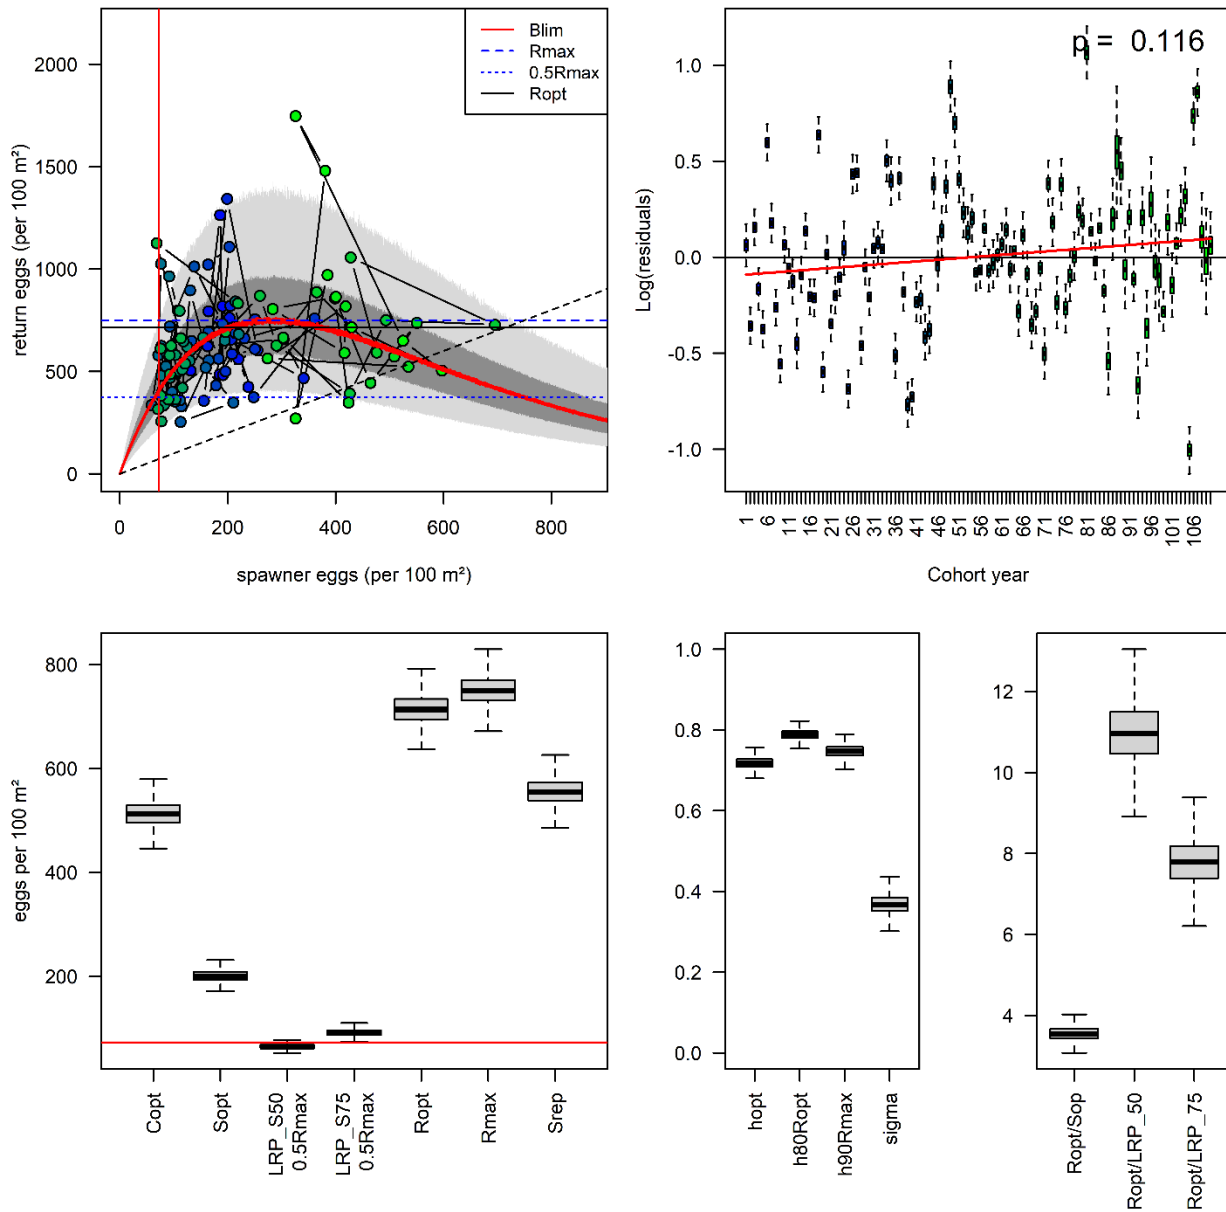 Blim
Rmax
0.5Rmax
Ropt
2000
1500
1000
500
0
return eggs (per 100 m²)
0 200 400 600 800
spawner eggs (per 100 m²)
p = 0.116
1.0
0.5
0.0
-0.5
-1.0
Log(residuals)
1 6 11 16 21 26 31 36 41 46 51 56 61 66 71 76 81 86 91 96 101 106
Cohort year
800
600
400
200
eggs per 100 m²
Copt
Sopt
LRP_S50
0.5Rmax
LRP_S75
0.5Rmax
Ropt
Rmax
Srep
1.0
0.8
0.6
0.4
0.2
0.0
hopt
h80Ropt
h90Rmax
sigma
12
10
8
6
4
Ropt/Sop
Ropt/LRP_50
Ropt/LRP_75